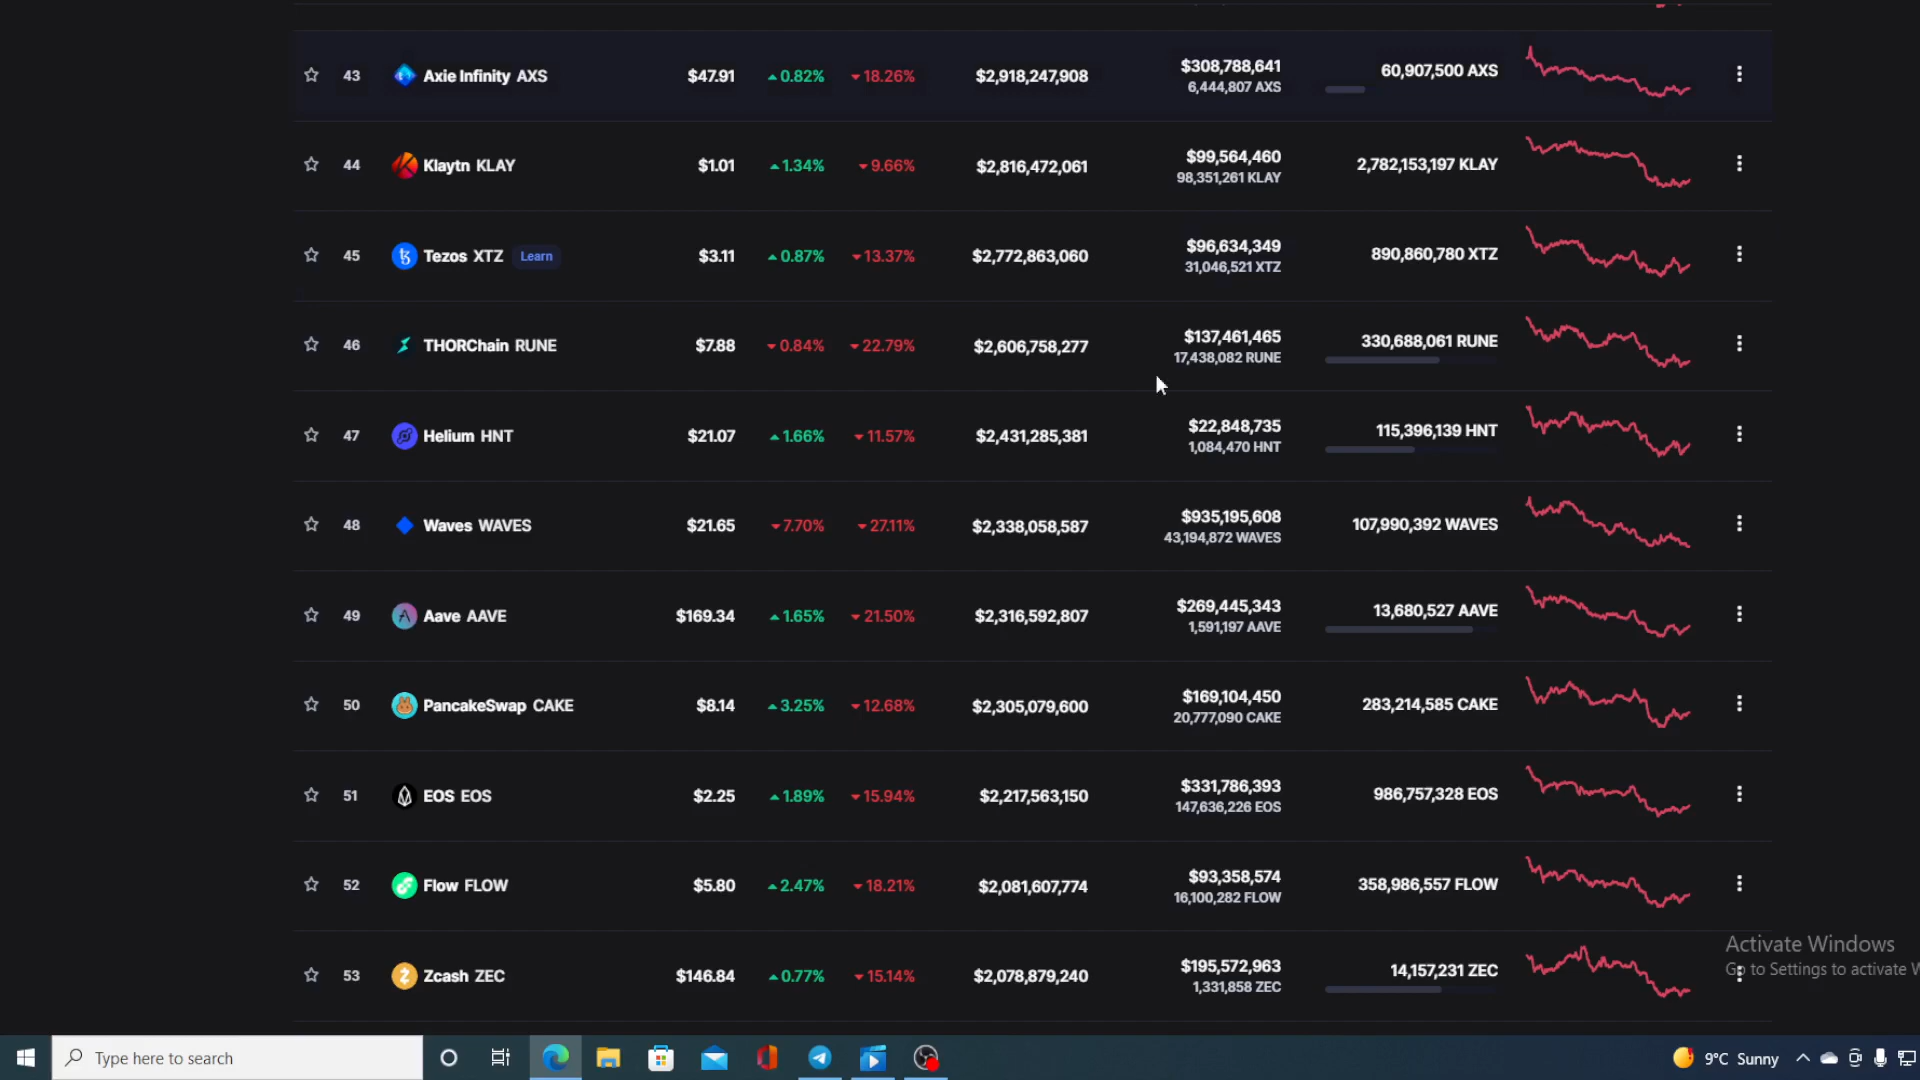 43 Axie Infinity AXS $47.91 0.82% 18.26% $2,918,247,908 $308,788,641 60,907,500 AXS
6,444,807 AXS
44 Klaytn KLAY $1.01 1.34% 9.66% $2,816,472,061 $99,564,460 2,782,153,197 KLAY
98,351,261 KLAY
45 Tezos XTZ Learn $3.11 0.87% 13.37% $2,772,863,060 $96,634,349 890,860,780 XTZ
31,046,521 XTZ
46 THORChain RUNE $7.88 0.84% 22.79% $2,606,758,277 $137,461,465 330,688,061 RUNE
17,438,082 RUNE
47 Helium HNT $21.07 1.66% 11.57% $2,431,285,381 $22,848,735 115,396,139 HNT
1,084,470 HNT
48 Waves WAVES $21.65 7.70% 27.11% $2,338,058,587 $935,195,608 107,990,392 WAVES
43,194,872 WAVES
49 Aave AAVE $169.34 1.65% 21.50% $2,316,592,807 $269,445,343 13,680,527 AAVE
1,591,197 AAVE
50 PancakeSwap CAKE $8.14 3.25% 12.68% $2,305,079,600 $169,104,450 283,214,585 CAKE
20,777,090 CAKE
51 EOS EOS $2.25 1.89% 15.94% $2,217,563,150 $331,786,393 986,757,328 EOS
147,636,226 EOS
52 Flow FLOW $5.80 2.47% 18.21% $2,081,607,774 $93,358,574 358,986,557 FLOW
16,100,282 FLOW
53 Zcash ZEC $146.84 0.77% 15.14% $2,078,879,240 $195,572,963 14,157,231 ZEC
1,331,858 ZEC
Activate Windows
Go to Settings to activate W
Type here to search
9°C Sunny